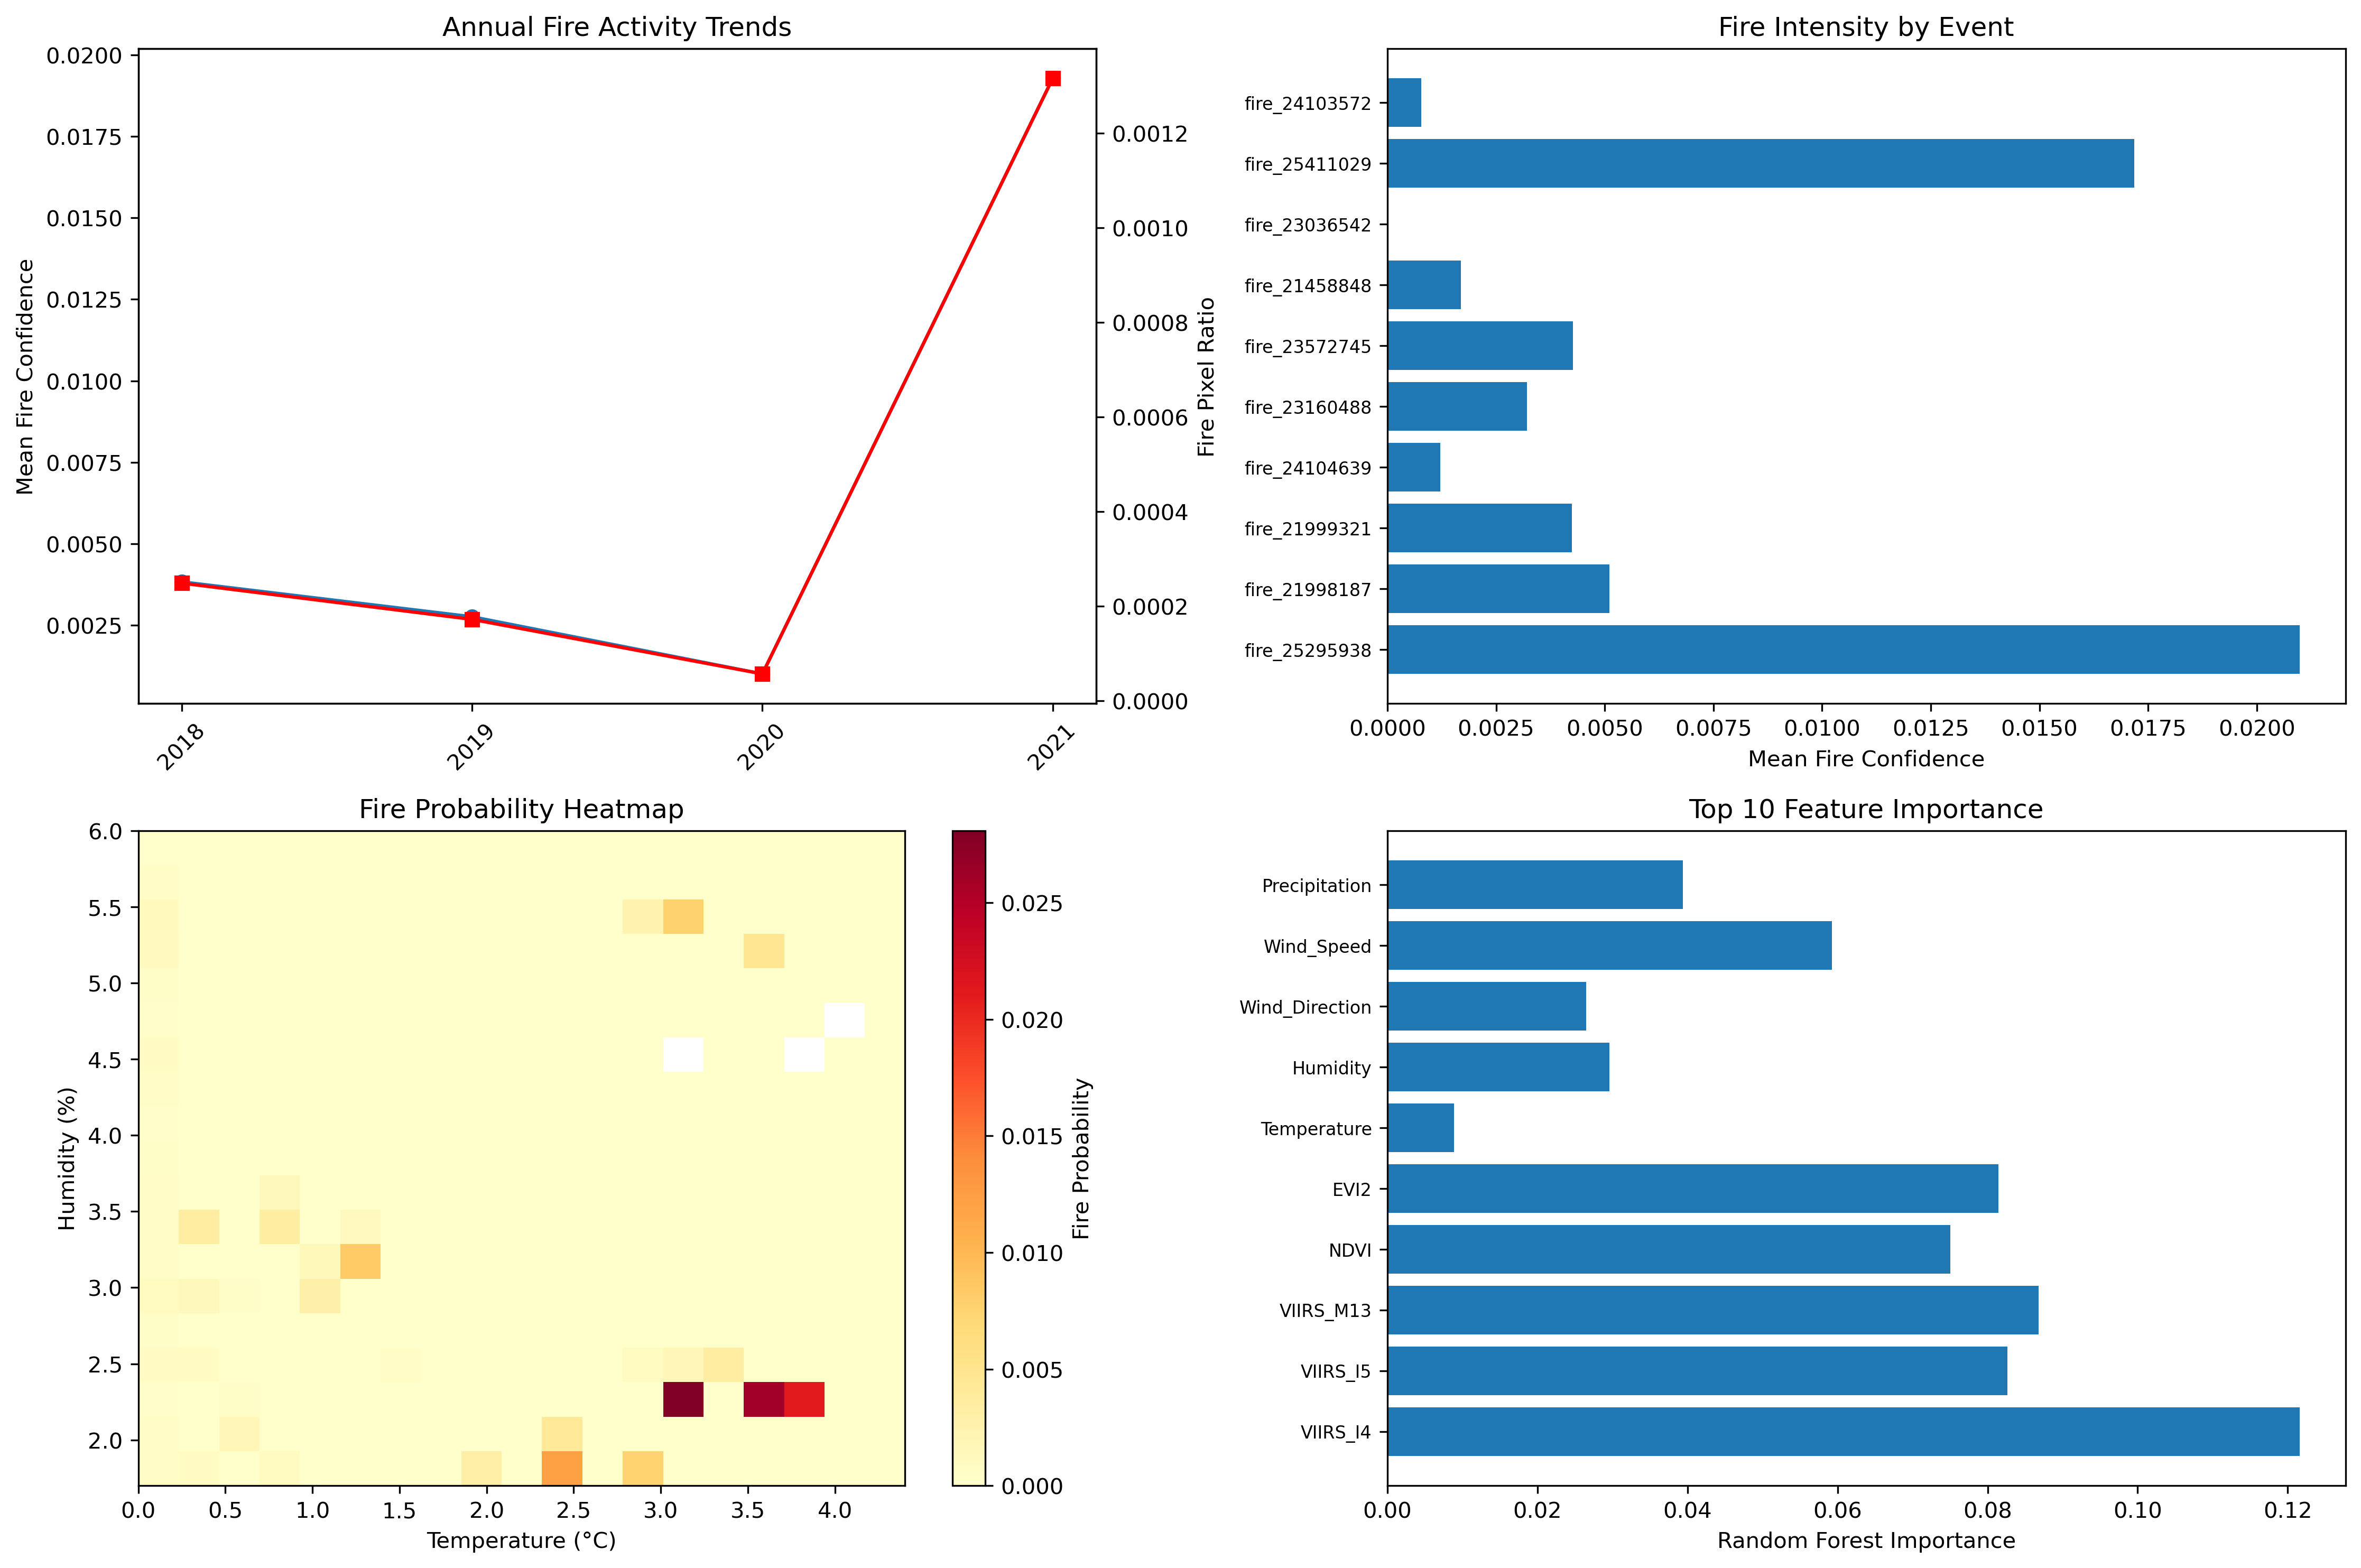 Annual Fire Activity Trends
Mean Fire Confidence
0.0200
0.0175
0.0150
0.0125
0.0100
0.0075
0.0050
0.0025
0.0012
0.0010
0.0008
0.0006
0.0004
0.0002
0.0000
Fire Pixel Ratio
2018
2019
2020
2021
Fire Intensity by Event
fire_24103572
fire_25411029
fire_23036542
fire_21458848
fire_23572745
fire_23160488
fire_24104639
fire_21999321
fire_21998187
fire_25295938
0.0000 0.0025 0.0050 0.0075 0.0100 0.0125 0.0150 0.0175 0.0200
Mean Fire Confidence
Fire Probability Heatmap
Humidity (%)
6.0
5.5
5.0
4.5
4.0
3.5
3.0
2.5
2.0
0.0 0.5 1.0 1.5 2.0 2.5 3.0 3.5 4.0
Temperature (°C)
0.025
0.020
0.015
0.010
0.005
0.000
Fire Probability
Top 10 Feature Importance
Precipitation
Wind_Speed
Wind_Direction
Humidity
Temperature
EVI2
NDVI
VIIRS_M13
VIIRS_I5
VIIRS_I4
0.00 0.02 0.04 0.06 0.08 0.10 0.12
Random Forest Importance